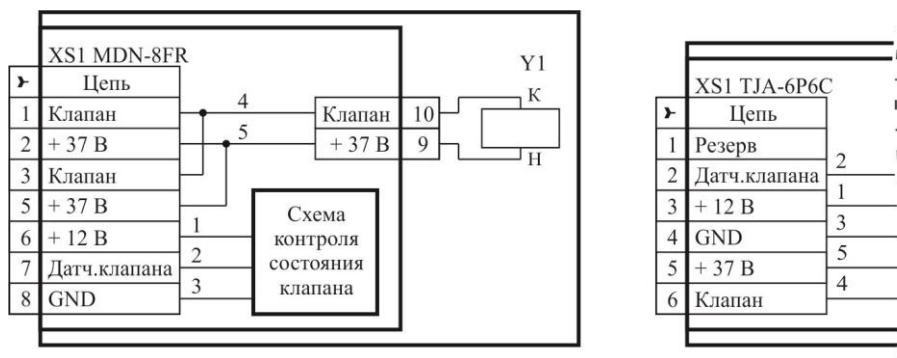 XS1 MDN-8FR
Цепь
1 Клапан 4
2 + 37 В 5
3 Клапан
5 + 37 В
6 + 12 В 1
7 Датч.клапана 2
8 GND 3
Клапан 10
+ 37 В 9
Y1
К
Н
Схема
контроля
состояния
клапана
XS1 TJA-6P6C
Цепь
1 Резерв
2 Датч.клапана 2
3 + 12 В 1
4 GND 3
5 + 37 В 5
6 Клапан 4